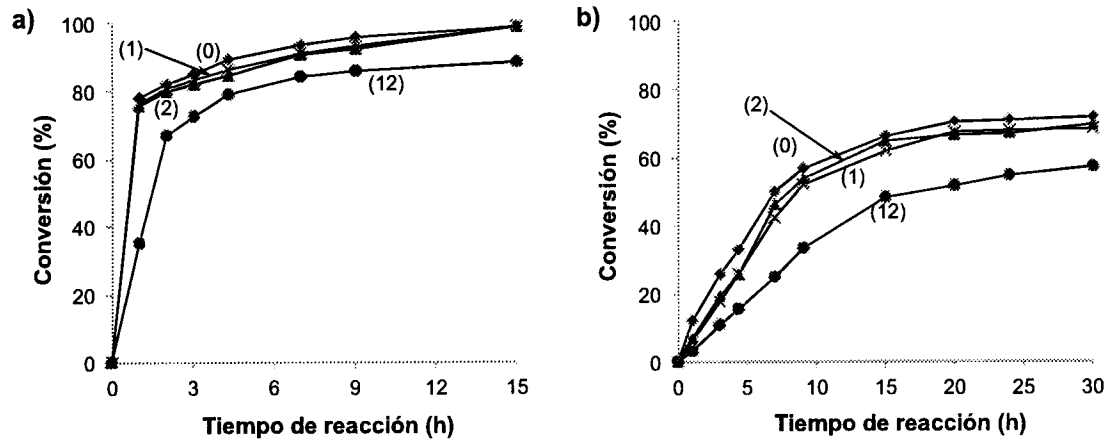 a)
Conversión (%)
100
80
60
40
20
0
(1)
(0)
(2)
(12)
0 3 6 9 12 15
Tiempo de reacción (h)
b)
Conversión (%)
100
80
60
40
20
0
(2)
(0)
(1)
(12)
0 5 10 15 20 25 30
Tiempo de reacción (h)